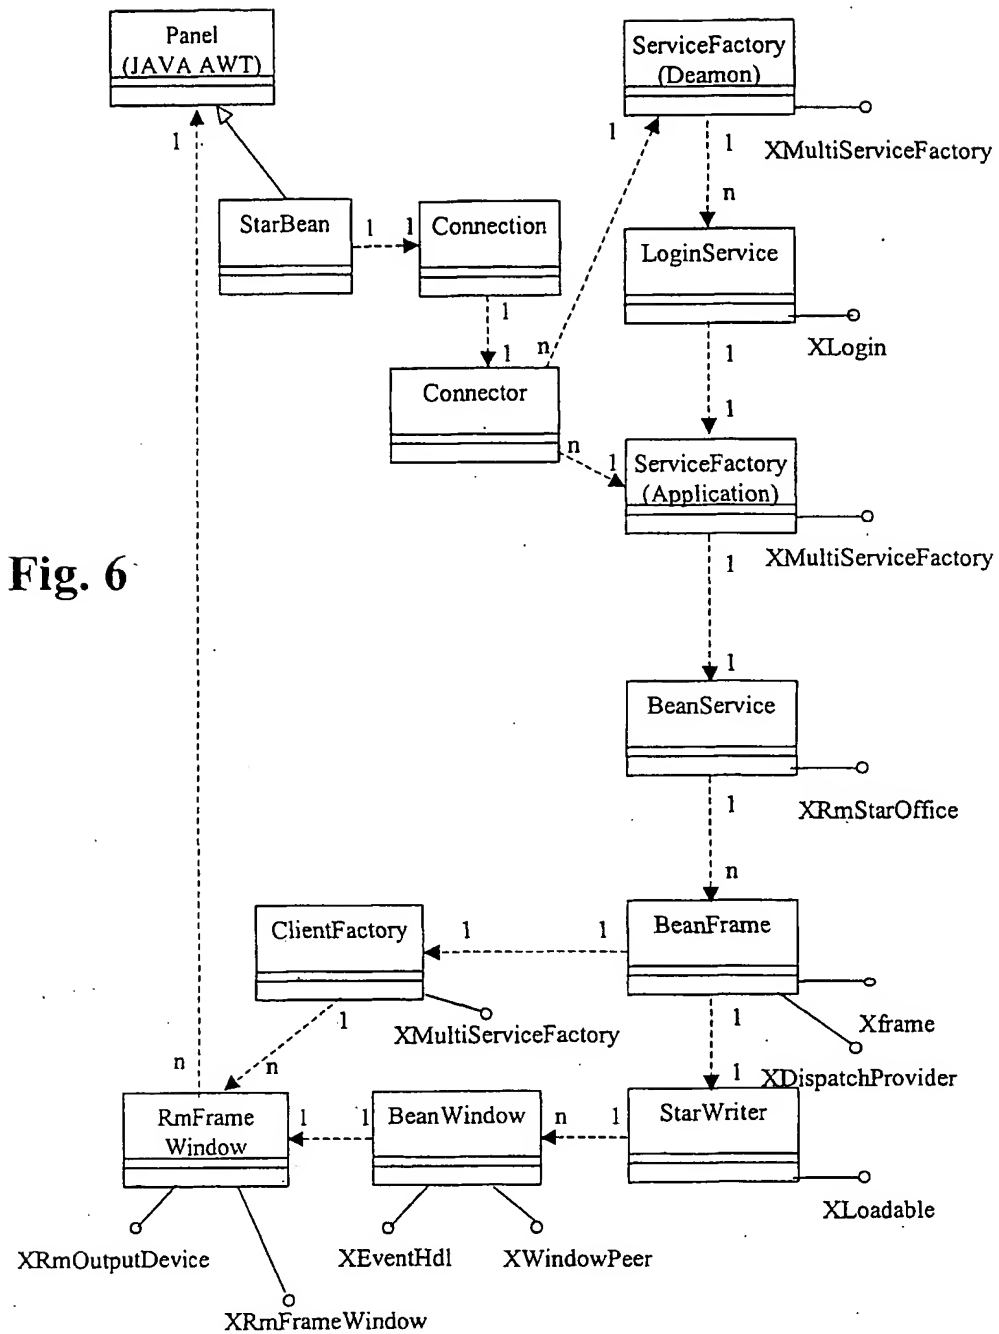 Panel
(JAVA AWT)
ServiceFactory
(Deamon)
XMultiServiceFactory
1
1
1
n
StarBean
1
1
Connection
LoginService
XLogin
1
1
n
Connector
1
1
n
1
ServiceFactory
(Application)
XMultiServiceFactory
Fig. 6
1
1
BeanService
XRmStarOffice
1
n
ClientFactory
1
1
BeanFrame
XMultiServiceFactory
Xframe
XDispatchProvider
1
n
n
1
1
RmFrame
Window
1
1
BeanWindow
n
1
StarWriter
XLoadable
XRmOutputDevice
XRmFrameWindow
XEventHdl
XWindowPeer